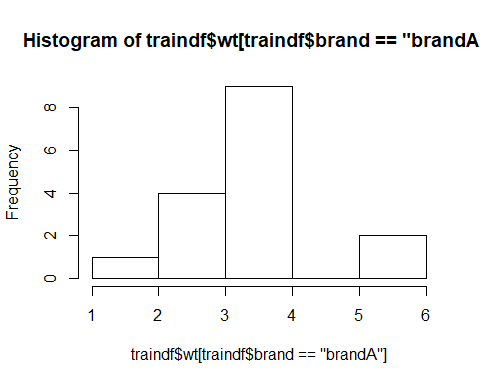 Histogram of traindf$wt[traindf$brand == "brandA
Frequency
8
6
4
2
0
1 2 3 4 5 6
traindf$wt[traindf$brand == "brandA"]